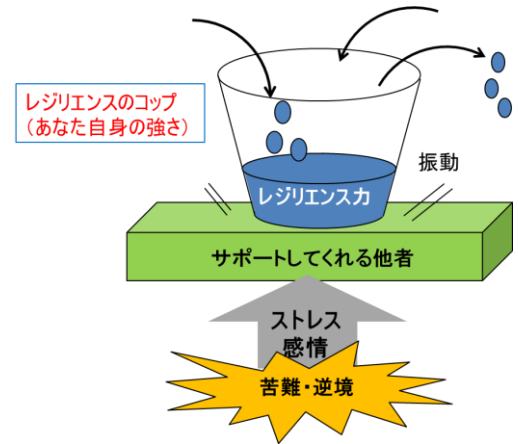 レジリエンスのコップ
(あなた自身の強さ)
振動
レジリエンス力
サポートしてくれる他者
ストレス
感情
苦難・逆境